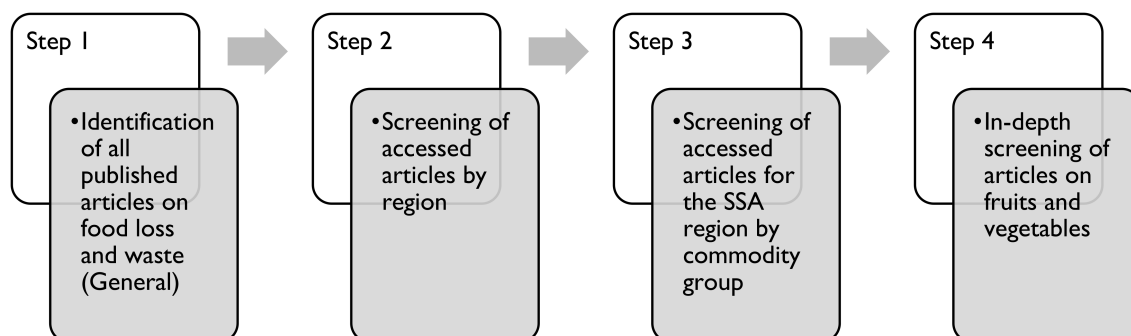 Step 1
•Identification
of all
published
articles on
food loss
and waste
(General)
Step 2
•Screening of
accessed
articles by
region
Step 3
•Screening of
accessed
articles for
the SSA
region by
commodity
group
Step 4
•In-depth
screening of
articles on
fruits and
vegetables